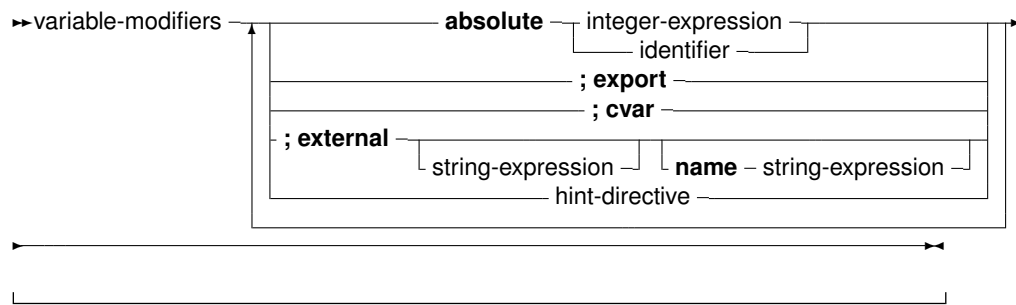 variable-modifiers absolute integer-expression
identifier
; export
; cvar
; external
string-expression name string-expression
hint-directive